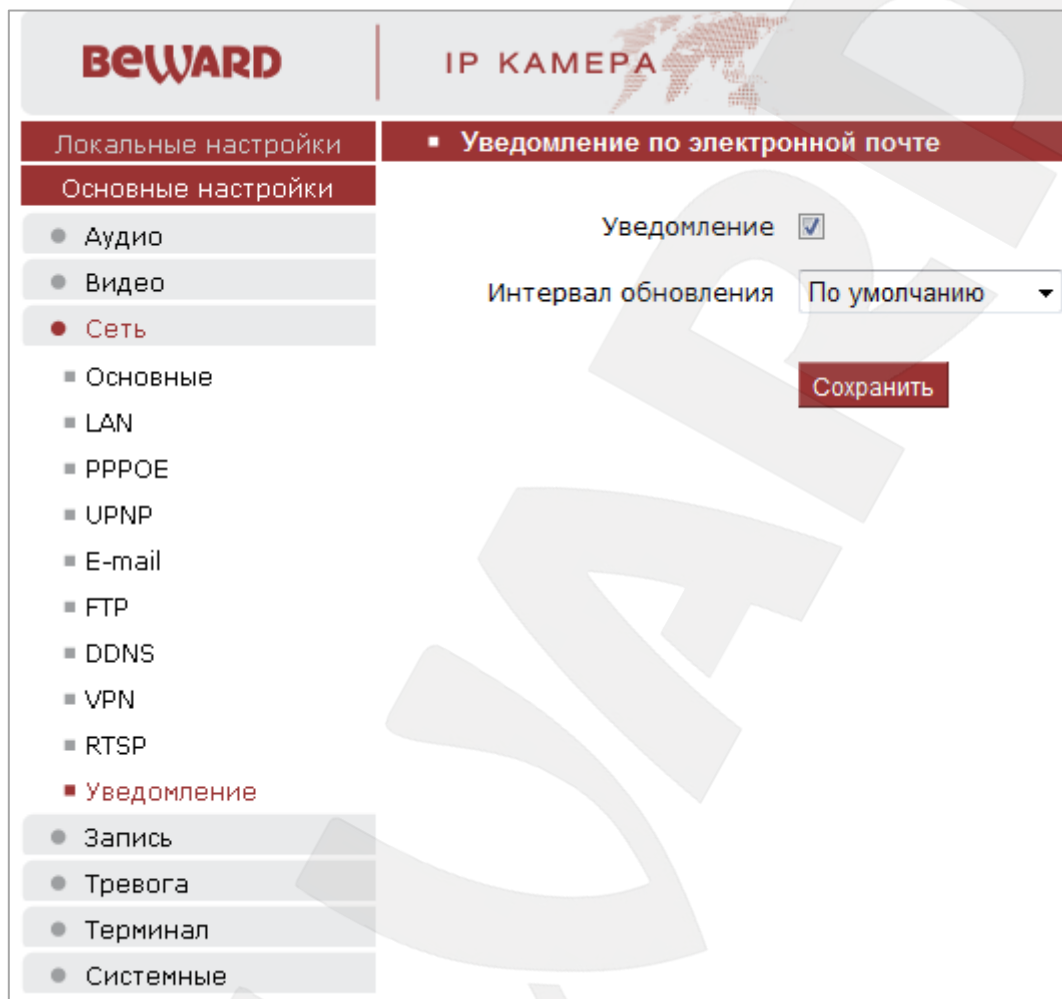 BEWARD
IP КАМЕРА
Локальные настройки
Основные настройки
Аудио
Видео
Сеть
Основные
LAN
PPPOE
UPNP
E-mail
FTP
DDNS
VPN
RTSP
Уведомление
Запись
Тревога
Терминал
Системные
Уведомление по электронной почте
Уведомление
Интервал обновления По умолчанию
Сохранить